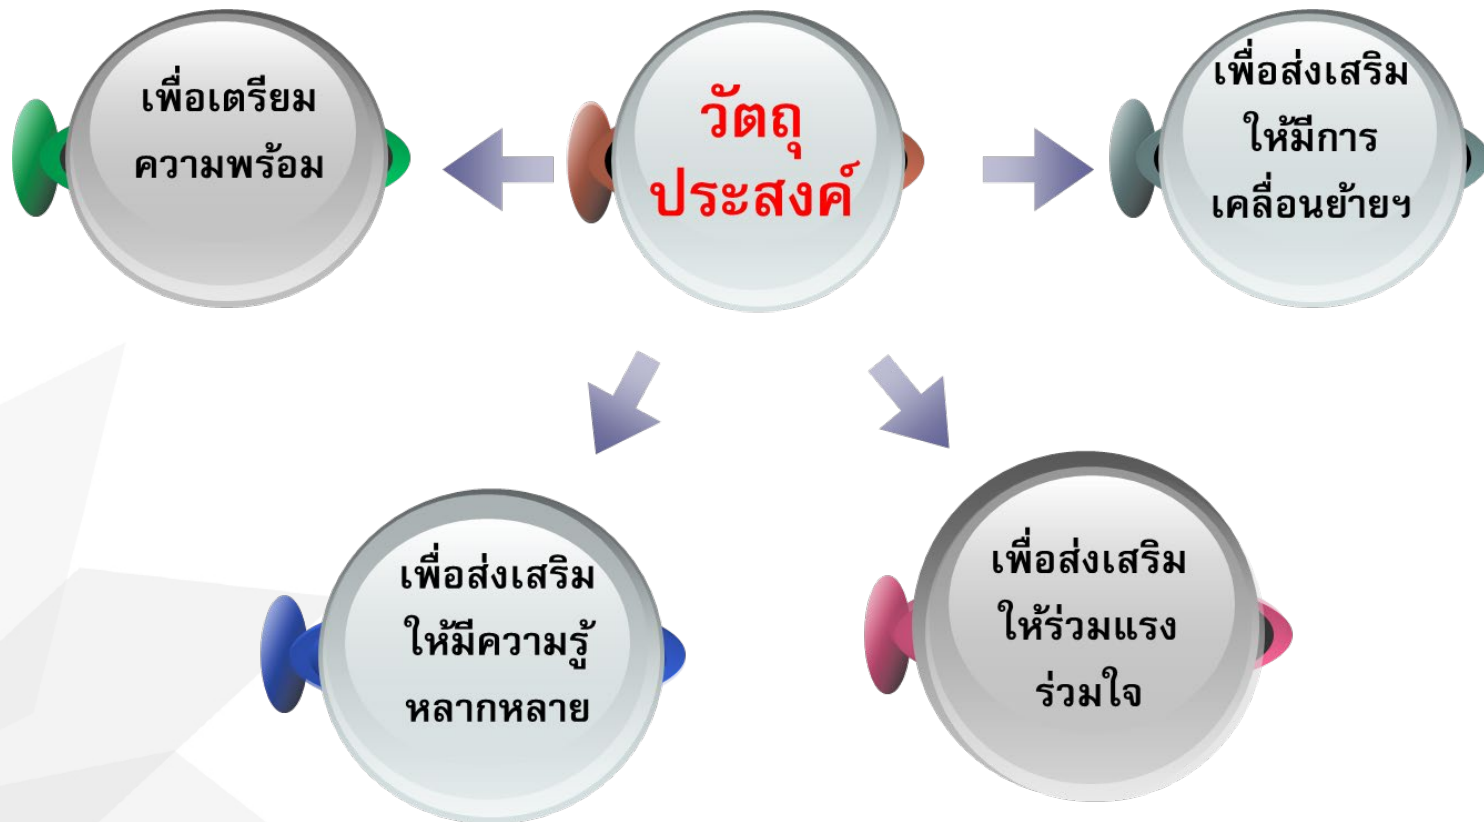 เพื่อเตรียม
ความพร้อม
วัตถุ
ประสงค์
เพื่อส่งเสริม
ให้มีการ
เคลื่อนย้ายฯ
เพื่อส่งเสริม
ให้มีความรู้
หลากหลาย
เพื่อส่งเสริม
ให้ร่วมแรง
ร่วมใจ